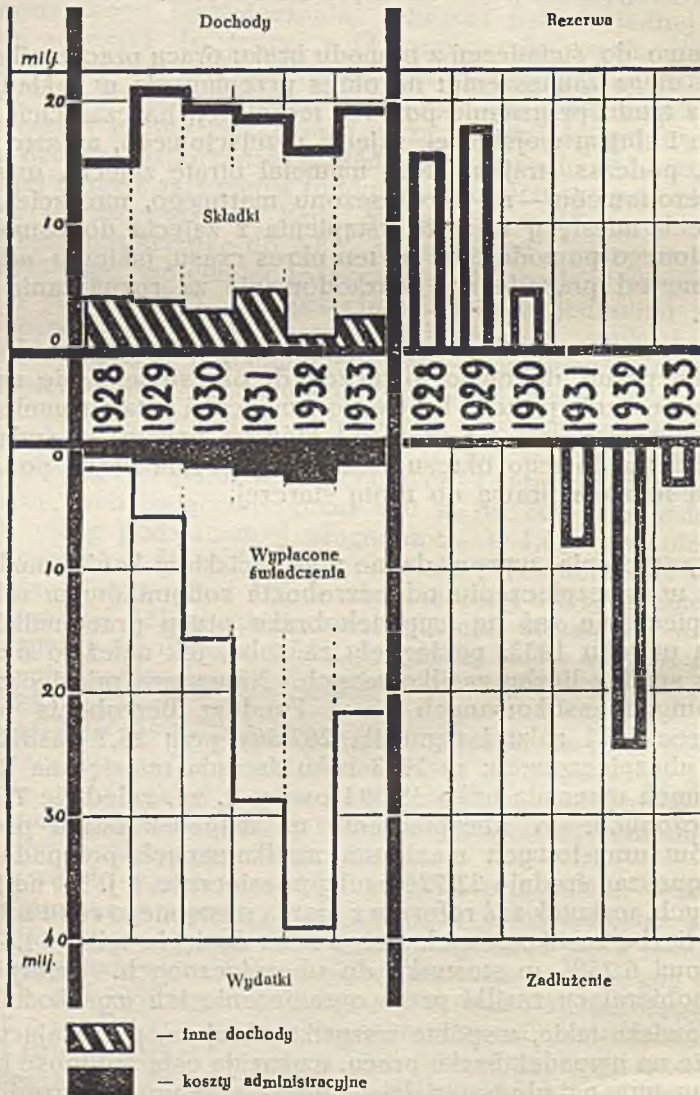 Dochody Rezerwa
milj.
20
10
0
Składki
1928 1929 1930 1931 1932 1933 1928 1929 1930 1931 1932 1933
0
10
20
30
40
milj.
Wypłacone
świadczenia
Wydatki Zadłużenie
— inne dochody
— koszty administracyjne